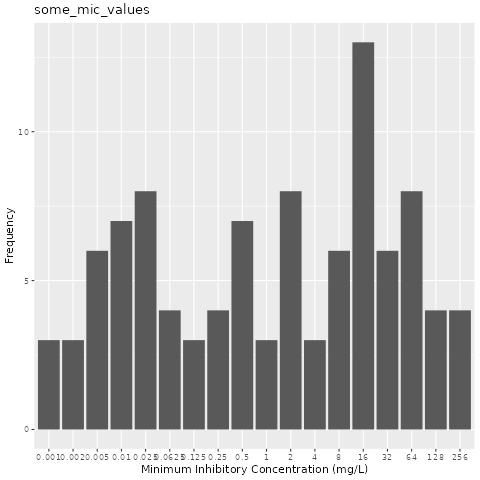 some_mic_values
Frequency
10
5
0
0.001 0.002 0.005 0.01 0.025 0.0625 0.125 0.25 0.5 1 2 4 8 16 32 64 128 256
Minimum Inhibitory Concentration (mg/L)